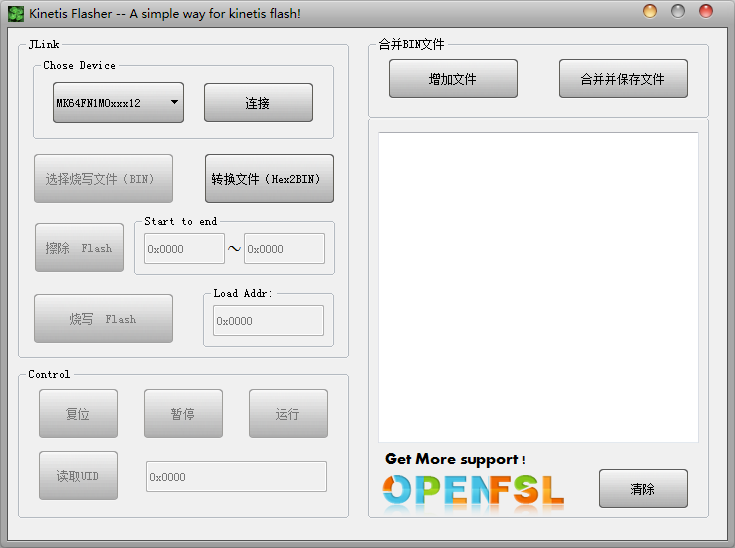 Kinetis Flasher -- A simple way for kinetis flash!
JLink
Chose Device
MK64FN1M0xxx12
连接
选择烧写文件（BIN）
转换文件（Hex2BIN）
擦除 Flash
Start to end
0x0000 ~ 0x0000
烧写 Flash
Load Addr:
0x0000
Control
复位
暂停
运行
读取UID
0x0000
合并BIN文件
增加文件
合并并保存文件
Get More support !
OPENFSL
清除